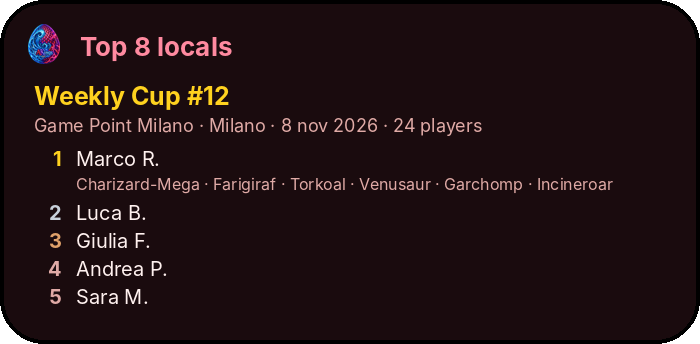 Top 8 locals
Weekly Cup #12
Game Point Milano · Milano · 8 nov 2026 · 24 players
1 Marco R.
Charizard-Mega · Farigiraf · Torkoal · Venusaur · Garchomp · Incineroar
2 Luca B.
3 Giulia F.
4 Andrea P.
5 Sara M.